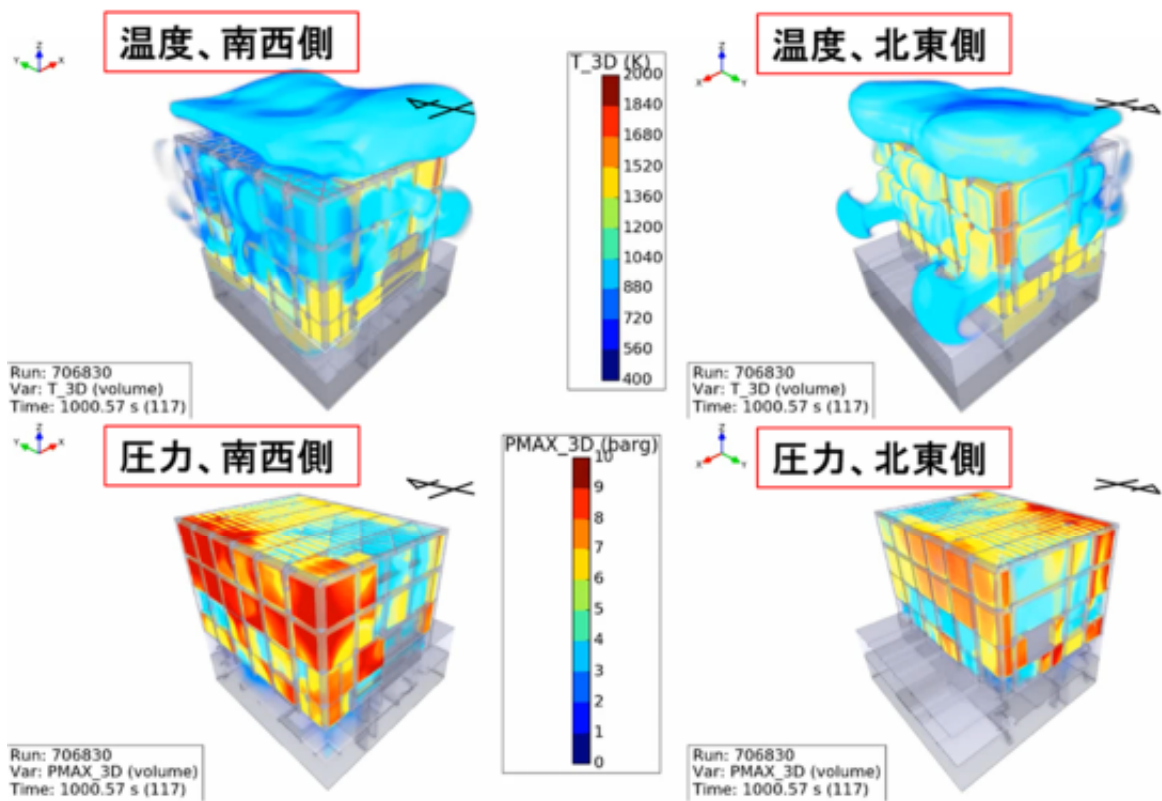 温度、南西側
温度、北東側
T_3D (K)
2000
1840
1680
1520
1360
1200
1040
880
720
560
400
Z
Y
X
Z
X
Y
Run: 706830
Var: T_3D (volume)
Time: 1000.57 s (117)
Run: 706830
Var: T_3D (volume)
Time: 1000.57 s (117)
圧力、南西側
圧力、北東側
PMAX_3D (barg)
10
9
8
7
6
5
4
3
2
1
0
Z
Y
X
Z
X
Y
Run: 706830
Var: PMAX_3D (volume)
Time: 1000.57 s (117)
Run: 706830
Var: PMAX_3D (volume)
Time: 1000.57 s (117)